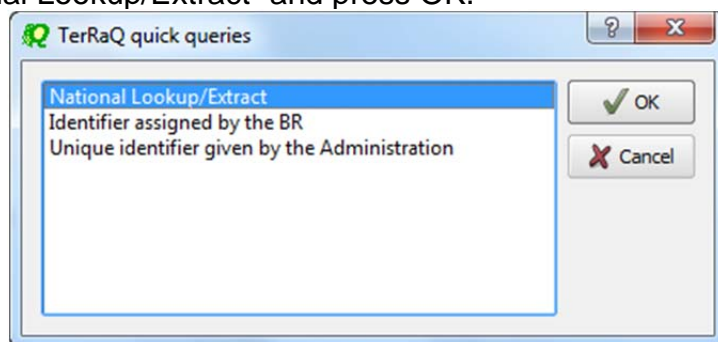 Lookup/Extract" and press OK.
TerRaQ quick queries
National Lookup/Extract
OK
Identifier assigned by the BR
Unique identifier given by the Administration
Cancel